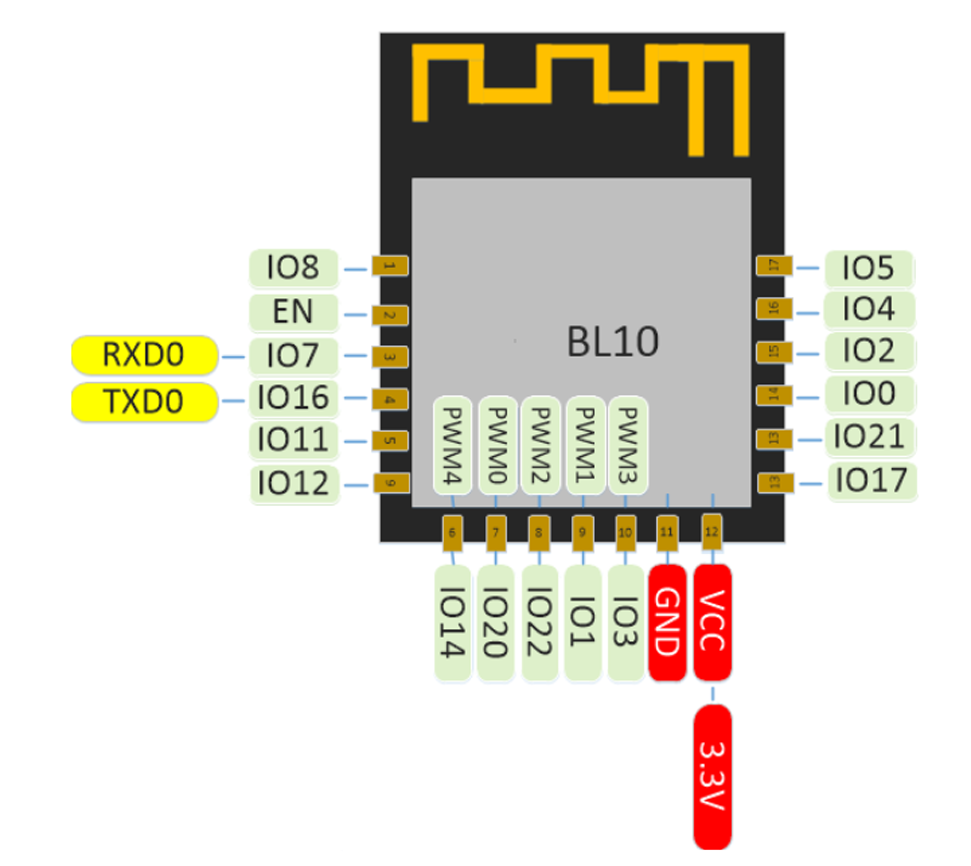 IO8
1
17
IO5
EN
2
16
IO4
RXD0
IO7
3
15
IO2
BL10
TXD0
IO16
4
14
IO0
IO11
5
13
IO21
IO12
6
13
IO17
PWM4
PWM0
PWM2
PWM1
PWM3
6
7
8
9
10
11
12
IO14
IO20
IO22
IO1
IO3
GND
VCC
3.3V